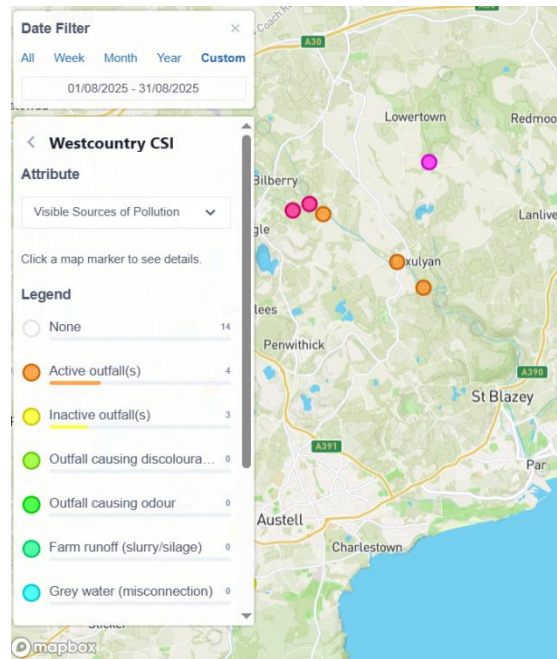 Date Filter ×
All Week Month Year Custom
01/08/2025 - 31/08/2025
Westcountry CSI
Attribute
Visible Sources of Pollution
Click a map marker to see details.
Legend
None 14
Active outfall(s) 4
Inactive outfall(s) 3
Outfall causing discoloura... 0
Outfall causing odour 0
Farm runoff (slurry/silage) 0
Grey water (misconnection) 0
mapbox
A30
Lowertown
Redmoo
Bilberry
Lanlive
gle
xulyan
lees
Penwithick
A390
St Blazey
A391
Par
Austell
Charlestown